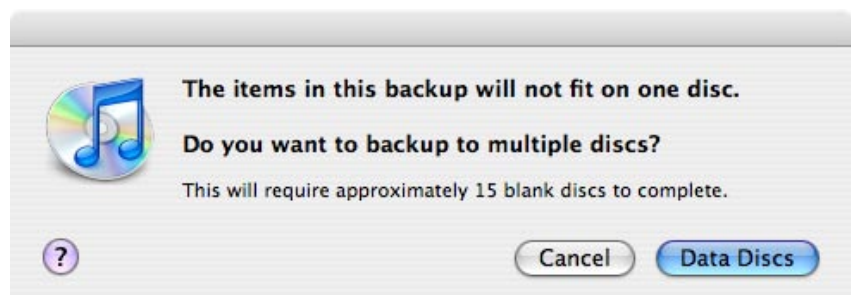 The items in this backup will not fit on one disc.
Do you want to backup to multiple discs?
This will require approximately 15 blank discs to complete.
?
Cancel
Data Discs